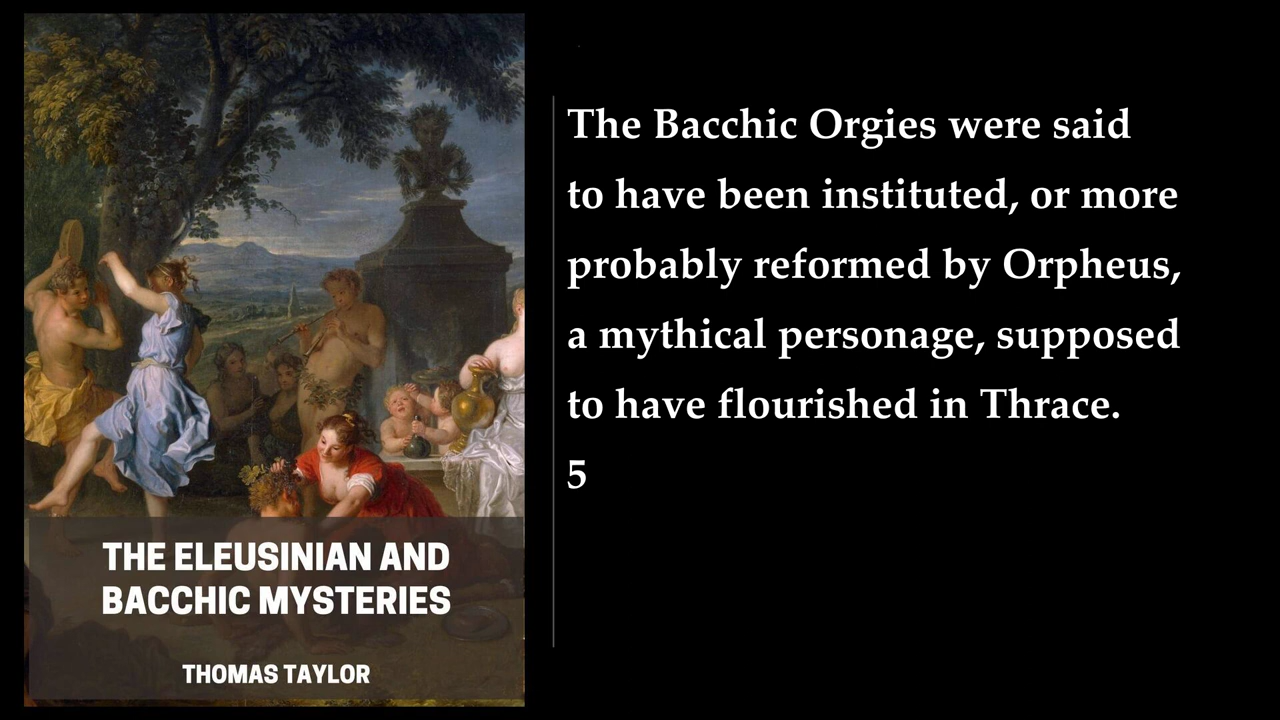 The Bacchic Orgies were said
to have been instituted, or more
probably reformed by Orpheus,
a mythical personage, supposed
to have flourished in Thrace.
5
THE ELEUSINIAN AND
BACCHIC MYSTERIES
THOMAS TAYLOR